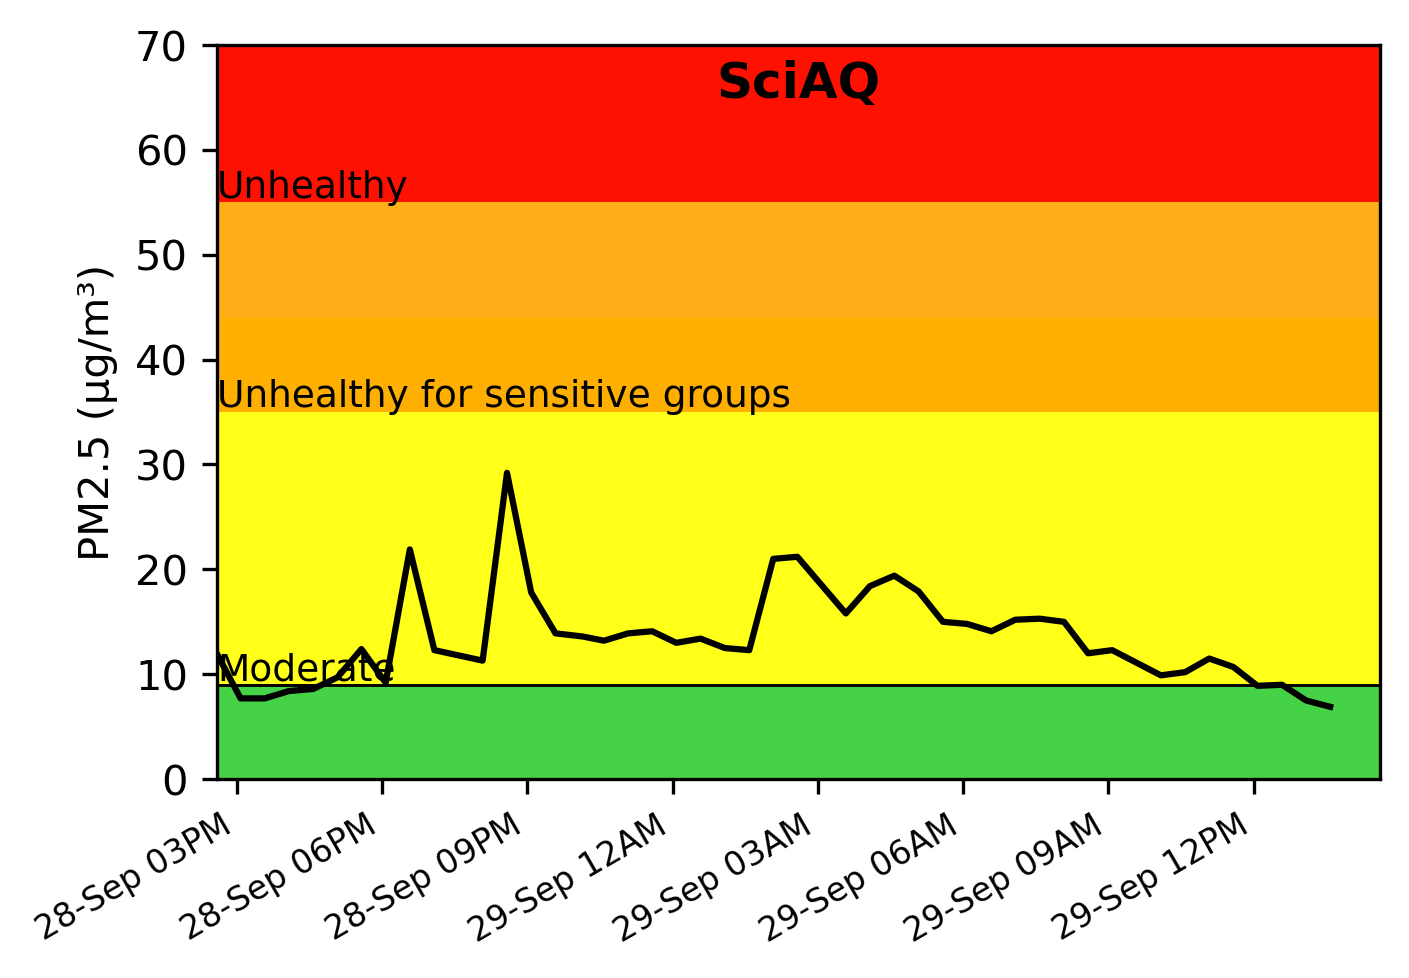 SciAQ
70
60
50
40
30
20
10
0
PM2.5 (µg/m³)
Unhealthy
Unhealthy for sensitive groups
Moderate
28-Sep 03PM
28-Sep 06PM
28-Sep 09PM
29-Sep 12AM
29-Sep 03AM
29-Sep 06AM
29-Sep 09AM
29-Sep 12PM